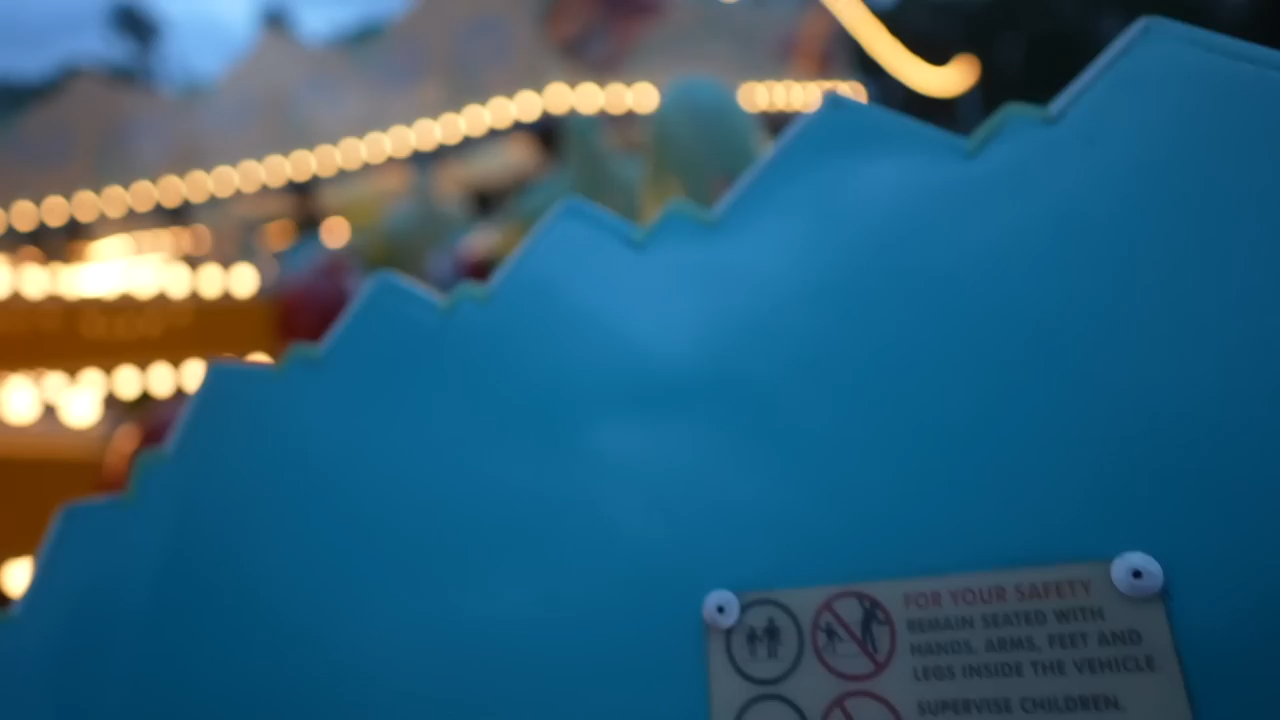 FOR YOUR SAFETY
REMAIN SEATED WITH
HANDS, ARMS, FEET AND
LEGS INSIDE THE VEHICLE
SUPERVISE CHILDREN.